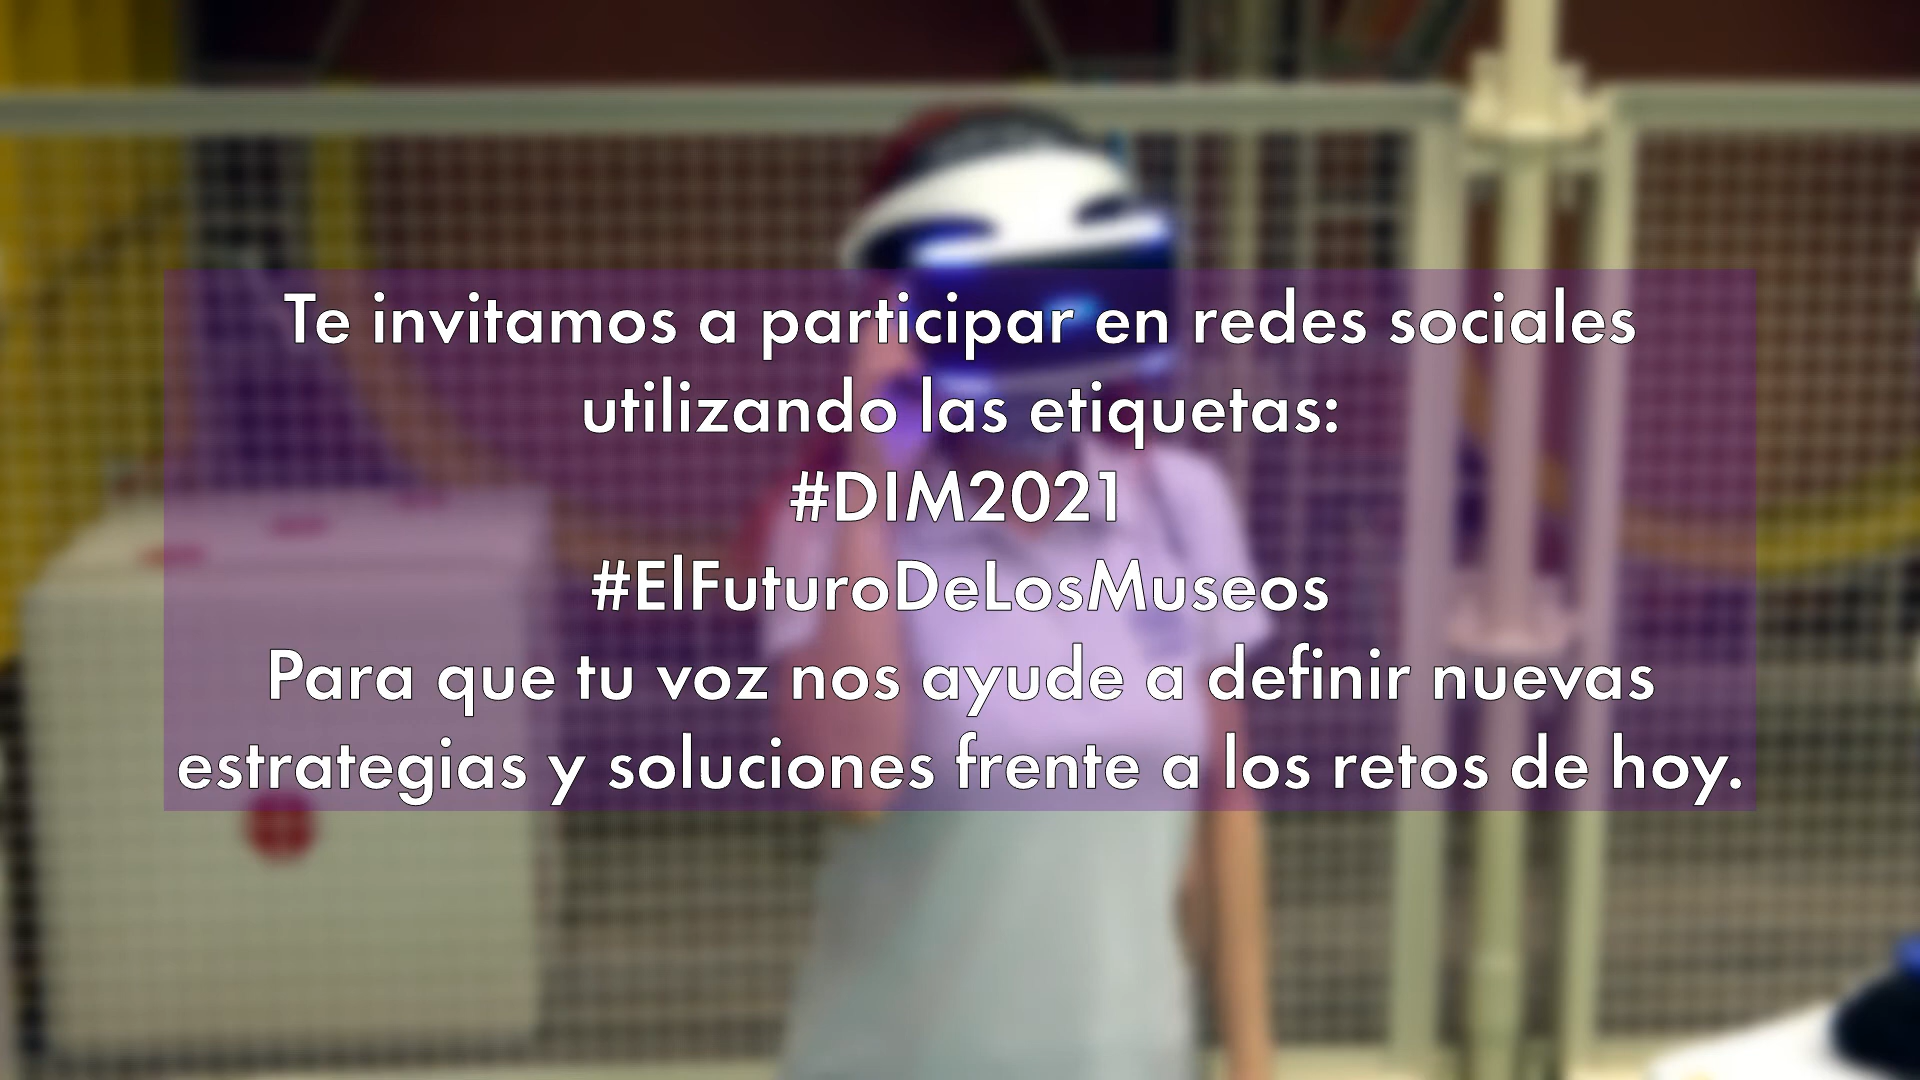 Te invitamos a participar en redes sociales
utilizando las etiquetas:
#DIM2021
#ElFuturoDeLosMuseos
Para que tu voz nos ayude a definir nuevas
estrategias y soluciones frente a los retos de hoy.